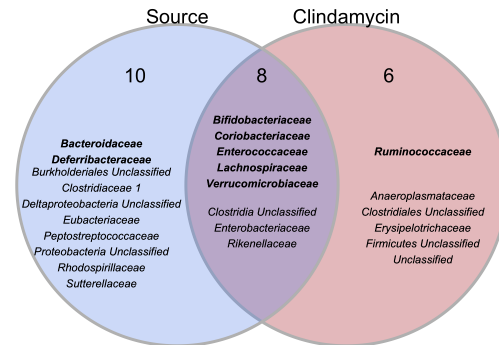 Source
Clindamycin
10
8
6
Bacteroidaceae
Deferribacteraceae
Burkholderiales Unclassified
Clostridiaceae 1
Deltaproteobacteria Unclassified
Eubacteriaceae
Peptostreptococcaceae
Proteobacteria Unclassified
Rhodospirillaceae
Sutterellaceae
Bifidobacteriaceae
Coriobacteriaceae
Enterococcaceae
Lachnospiraceae
Verrucomicrobiaceae
Clostridia Unclassified
Enterobacteriaceae
Rikenellaceae
Ruminococcaceae
Anaeroplasmataceae
Clostridiales Unclassified
Erysipelotrichaceae
Firmicutes Unclassified
Unclassified